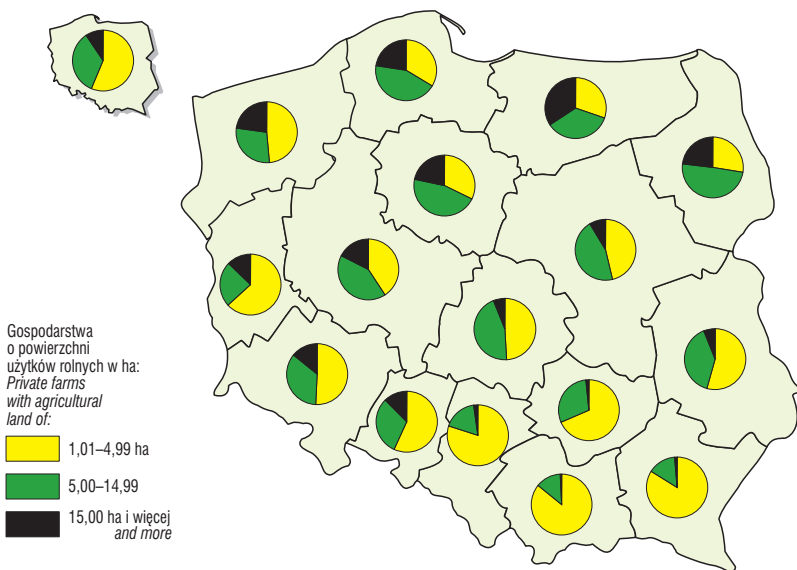 Gospodarstwa
o powierzchni
użytków rolnych w ha:
Private farms
with agricultural
land of:
1,01–4,99 ha
5,00–14,99
15,00 ha i więcej
and more